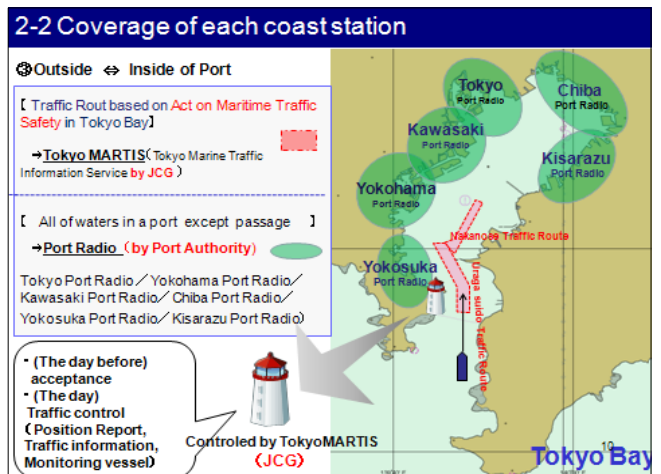 2-2 Coverage of each coast station
Outside ⇔ Inside of Port
【 Traffic Rout based on Act on Maritime Traffic
Safety in Tokyo Bay】
→Tokyo MARTIS(Tokyo Marine Traffic
Information Service by JCG )
【 All of waters in a port except passage 】
→Port Radio (by Port Authority)
Tokyo Port Radio／Yokohama Port Radio／
Kawasaki Port Radio／Chiba Port Radio／
Yokosuka Port Radio／Kisarazu Port Radio)
- (The day before)
acceptance
- (The day)
Traffic control
( Position Report,
Traffic information,
Monitoring vessel)
Controled by TokyoMARTIS
(JCG)
Tokyo
Port Radio
Chiba
Port Radio
Kawasaki
Port Radio
Kisarazu
Port Radio
Yokohama
Port Radio
Nakanose Traffic Route
Yokosuka
Port Radio
Uraga suido Traffic Route
10
Tokyo Bay